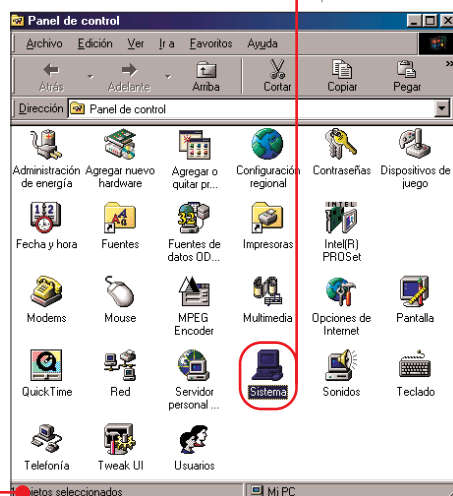 Panel de control
Archivo Edición Ver Ir a Favoritos Ayuda
Atrás Adelante Arriba Cortar Copiar Pegar »
Dirección Panel de control
Administración de energía
Agregar nuevo hardware
Agregar o quitar pr...
Configuración regional
Contraseñas
Dispositivos de juego
Fecha y hora
Fuentes
Fuentes de datos OD...
Impresoras
Intel(R) PROSet
Modems
Mouse
MPEG Encoder
Multimedia
Opciones de Internet
Pantalla
QuickTime
Red
Servidor personal ...
Sistema
Sonidos
Teclado
Telefonía
Tweak UI
Usuarios
seleccionados
Mi PC